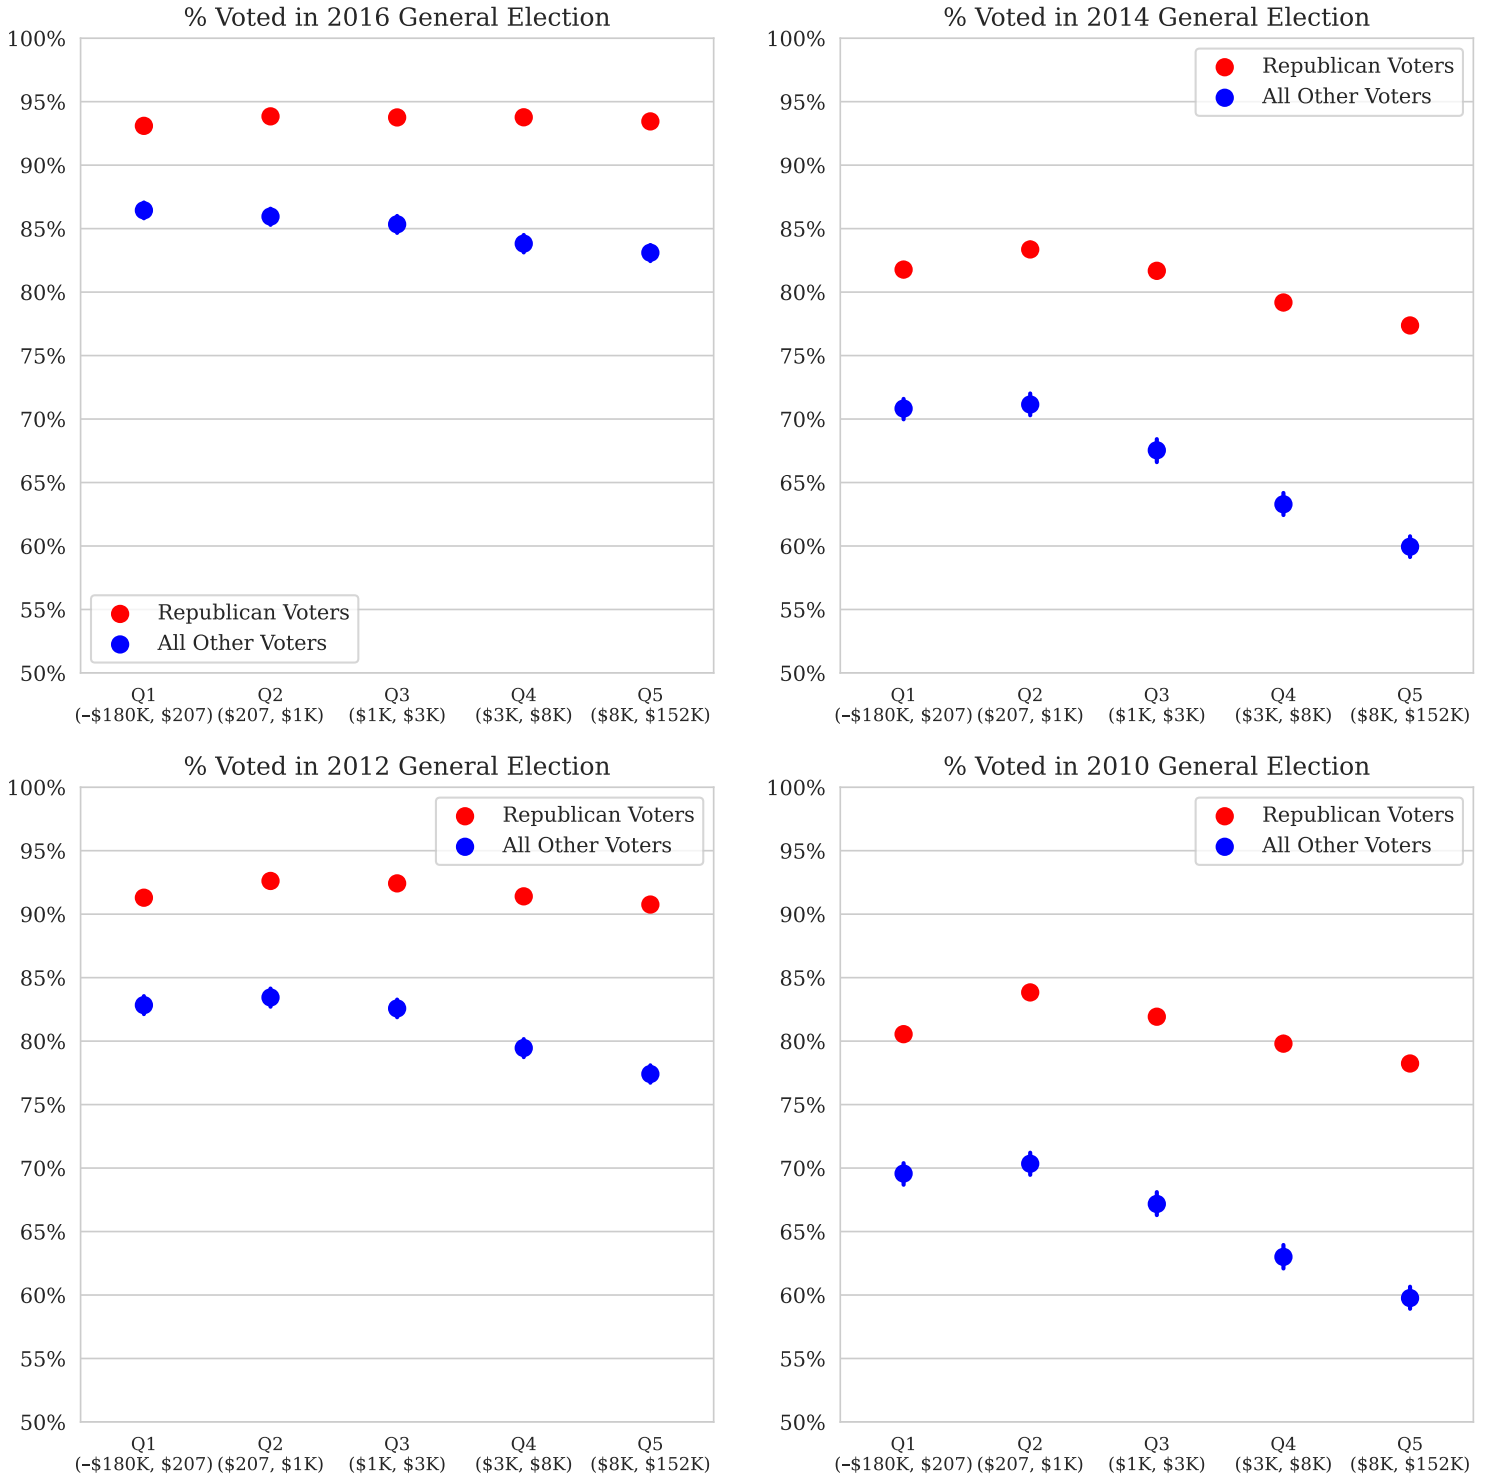 % Voted in 2016 General Election
100%
95%
90%
85%
80%
75%
70%
65%
60%
55%
50%
Republican Voters
All Other Voters
Q1 Q2 Q3 Q4 Q5
(–$180K, $207) ($207, $1K) ($1K, $3K) ($3K, $8K) ($8K, $152K)
% Voted in 2014 General Election
100%
95%
90%
85%
80%
75%
70%
65%
60%
55%
50%
Republican Voters
All Other Voters
Q1 Q2 Q3 Q4 Q5
(–$180K, $207) ($207, $1K) ($1K, $3K) ($3K, $8K) ($8K, $152K)
% Voted in 2012 General Election
100%
95%
90%
85%
80%
75%
70%
65%
60%
55%
50%
Republican Voters
All Other Voters
Q1 Q2 Q3 Q4 Q5
(–$180K, $207) ($207, $1K) ($1K, $3K) ($3K, $8K) ($8K, $152K)
% Voted in 2010 General Election
100%
95%
90%
85%
80%
75%
70%
65%
60%
55%
50%
Republican Voters
All Other Voters
Q1 Q2 Q3 Q4 Q5
(–$180K, $207) ($207, $1K) ($1K, $3K) ($3K, $8K) ($8K, $152K)